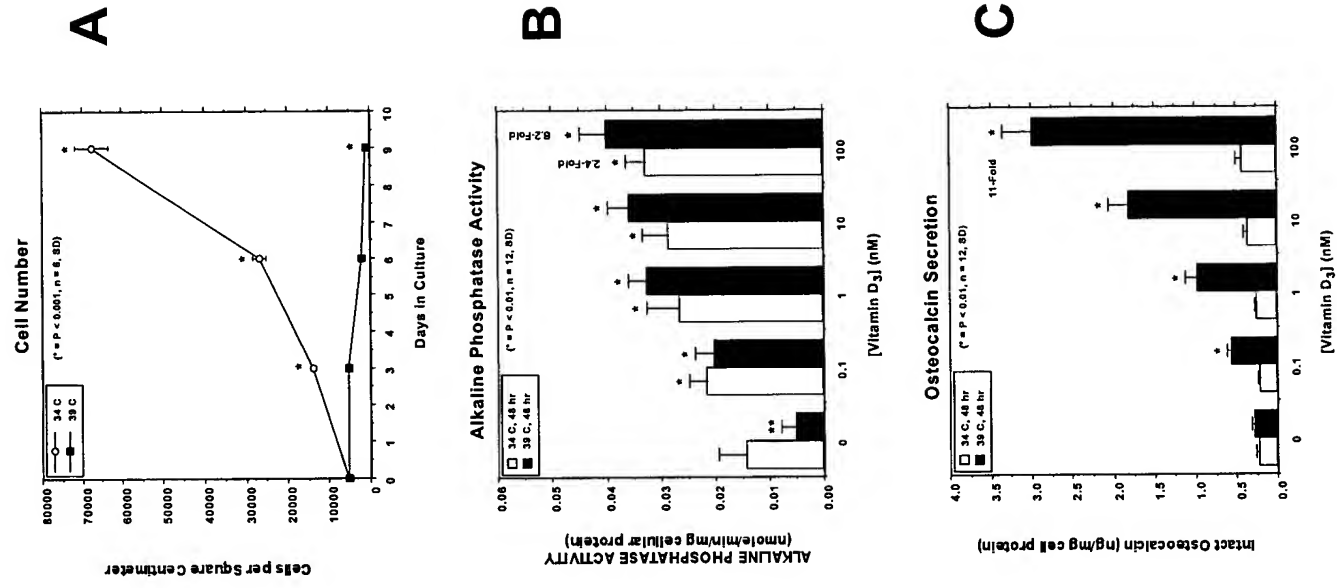 A
Cell Number
(* = P < 0.001, n = 6, SD)
34 C
39 C
80000
70000
60000
50000
40000
30000
20000
10000
0
0 1 2 3 4 5 6 7 8 9 10
* * * *
Cells per Square Centimeter
Days in Culture
B
Alkaline Phosphatase Activity
(* = P < 0.01, n = 12, SD)
34 C, 48 hr
39 C, 48 hr
2.4-Fold
8.2-Fold
0.06
0.05
0.04
0.03
0.02
0.01
0.00
** * * * * * * * *
0 0.1 1 10 100
ALKALINE PHOSPHATASE ACTIVITY
(nmole/min/mg cellular protein)
[Vitamin D3] (nM)
C
Osteocalcin Secretion
(* = P < 0.01, n = 12, SD)
34 C, 48 hr
39 C, 48 hr
11-Fold
4.0
3.5
3.0
2.5
2.0
1.5
1.0
0.5
0.0
* * * *
0 0.1 1 10 100
Intact Osteocalcin (ng/mg cell protein)
[Vitamin D3] (nM)